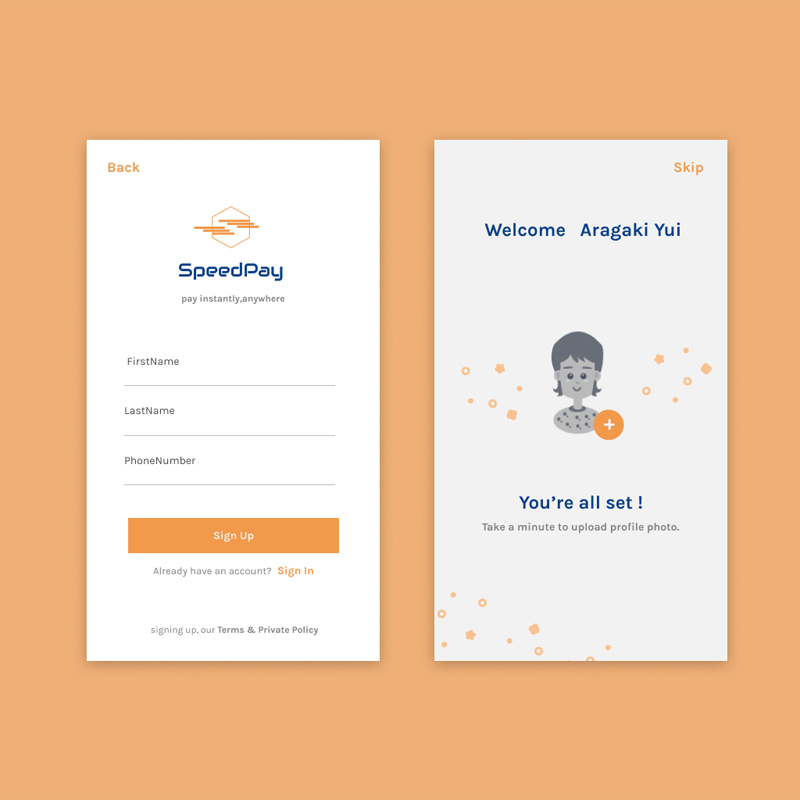 Back
SpeedPay
pay instantly,anywhere
FirstName
LastName
PhoneNumber
Sign Up
Already have an account? Sign In
signing up, our Terms & Private Policy
Skip
Welcome Aragaki Yui
You’re all set !
Take a minute to upload profile photo.